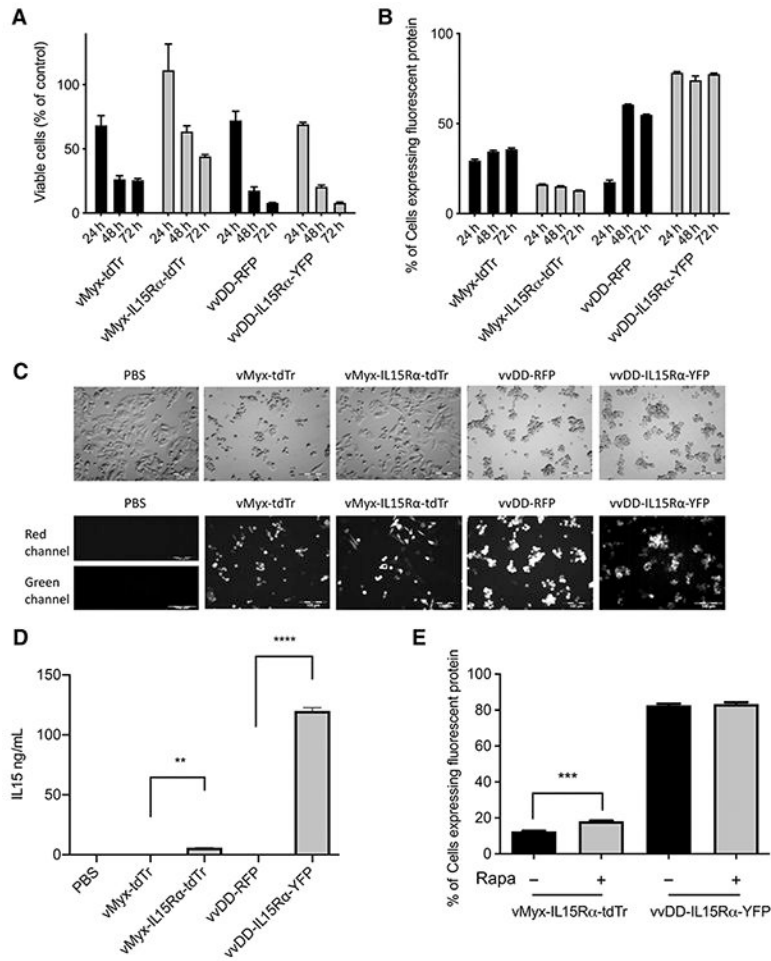 A
Viable cells (% of control)
100
50
0
24 h
48 h
72 h
24 h
48 h
72 h
24 h
48 h
72 h
24 h
48 h
72 h
vMyx-tdTr
vMyx-IL15Rα-tdTr
vvDD-RFP
vvDD-IL15Rα-YFP
B
% of Cells expressing fluorescent protein
100
50
0
24 h
48 h
72 h
24 h
48 h
72 h
24 h
48 h
72 h
24 h
48 h
72 h
vMyx-tdTr
vMyx-IL15Rα-tdTr
vvDD-RFP
vvDD-IL15Rα-YFP
C
PBS
vMyx-tdTr
vMyx-IL15Rα-tdTr
vvDD-RFP
vvDD-IL15Rα-YFP
PBS
vMyx-tdTr
vMyx-IL15Rα-tdTr
vvDD-RFP
vvDD-IL15Rα-YFP
Red
channel
Green
channel
D
IL15 ng/mL
150
100
50
0
**
****
PBS
vMyx-tdTr
vMyx-IL15Rα-tdTr
vvDD-RFP
vvDD-IL15Rα-YFP
E
% of Cells expressing fluorescent protein
100
80
60
40
20
0
***
Rapa − + − +
vMyx-IL15Rα-tdTr vvDD-IL15Rα-YFP